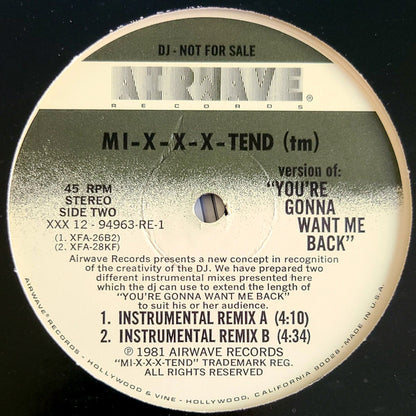 DJ - NOT FOR SALE
AIRWAVE®
RECORDS
MI-X-X-X-TEND (tm)
version of:
"YOU'RE
GONNA
WANT ME
BACK"
45 RPM
STEREO
SIDE TWO
XXX 12 - 94963-RE-1
(1. XFA-26B2)
(2. XFA-28KF)
Airwave Records presents a new concept in recognition
of the creativity of the DJ. We have prepared two
different instrumental mixes presented here
which the dj can use to extend the length of
"YOU'RE GONNA WANT ME BACK"
to suit his or her audience.
1. INSTRUMENTAL REMIX A (4:10)
2. INSTRUMENTAL REMIX B (4:34)
℗ 1981 AIRWAVE RECORDS
"MI-X-X-X-TEND" TRADEMARK REG.
ALL RIGHTS RESERVED
AIRWAVE® RECORDS - HOLLYWOOD & VINE - HOLLYWOOD, CALIFORNIA 90028 - MADE IN U.S.A.